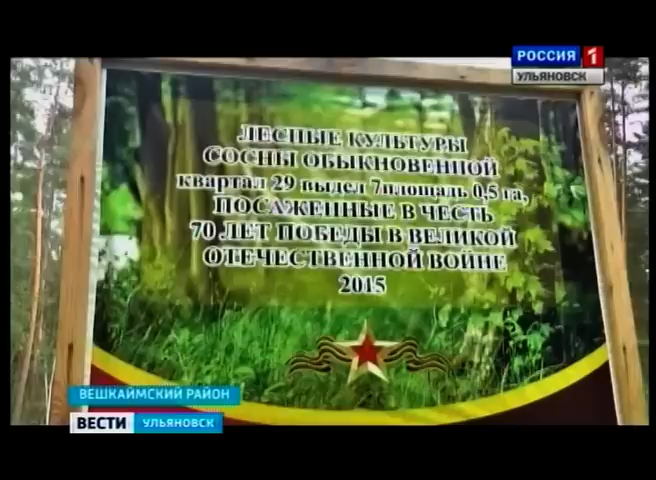 РОССИЯ 1
УЛЬЯНОВСК
ЛЕСНЫЕ КУЛЬТУРЫ
СОСНЫ ОБЫКНОВЕННОЙ
квартал 29 выдел 7площадь 0,5 га,
ПОСАЖЕННЫЕ В ЧЕСТЬ
70 ЛЕТ ПОБЕДЫ В ВЕЛИКОЙ
ОТЕЧЕСТВЕННОЙ ВОЙНЕ
2015
ВЕШКАЙМСКИЙ РАЙОН
ВЕСТИ УЛЬЯНОВСК